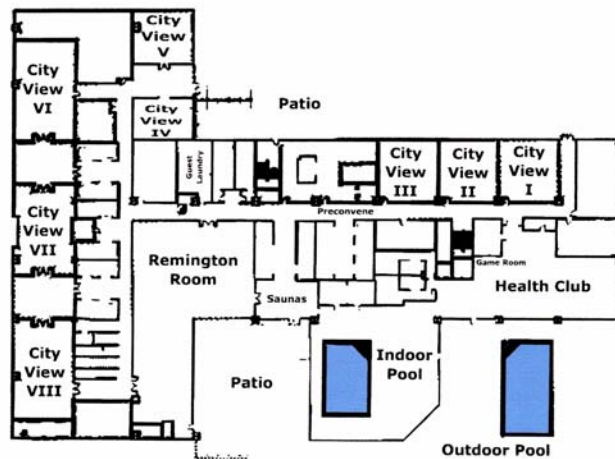 City
View
V
City
View
VI
City
View
IV
Patio
Guest
Laundry
City
View
III
City
View
II
City
View
I
Preconvene
City
View
VII
Remington
Room
Game Room
Health Club
Saunas
City
View
VIII
Patio
Indoor
Pool
Outdoor Pool